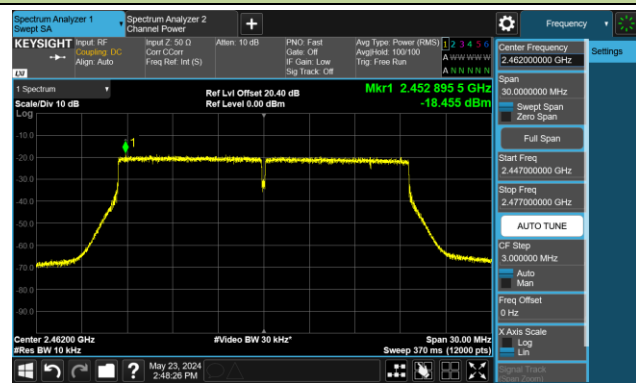 Spectrum Analyzer 1
Swept SA
Spectrum Analyzer 2
Channel Power
+
Frequency
KEYSIGHT
Input: RF
Coupling: DC
Align: Auto
Input Z: 50 Ω
Corr CCorr
Freq Ref: Int (S)
Atten: 10 dB
PNO: Fast
Gate: Off
IF Gain: Low
Sig Track: Off
Avg Type: Power (RMS)
Avg|Hold: 100/100
Trig: Free Run
1 2 3 4 5 6
A W W W W W
A N N N N N
LXI
1 Spectrum
Scale/Div 10 dB
Log
Ref Lvl Offset 20.40 dB
Ref Level 0.00 dBm
Mkr1 2.452 895 5 GHz
-18.455 dBm
1
-10.0
-20.0
-30.0
-40.0
-50.0
-60.0
-70.0
-80.0
-90.0
Center 2.46200 GHz
#Res BW 10 kHz
#Video BW 30 kHz*
Span 30.00 MHz
Sweep 370 ms (12000 pts)
Center Frequency
2.462000000 GHz
Settings
Span
30.0000000 MHz
Swept Span
Zero Span
Full Span
Start Freq
2.447000000 GHz
Stop Freq
2.477000000 GHz
AUTO TUNE
CF Step
3.000000 MHz
Auto
Man
Freq Offset
0 Hz
X Axis Scale
Log
Lin
Signal Track
(Span Zoom)
?
May 23, 2024
2:48:26 PM